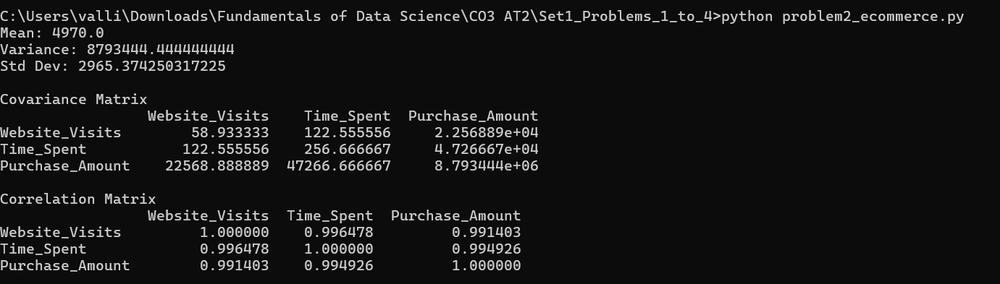 C:\Users\valli\Downloads\Fundamentals of Data Science\CO3 AT2\Set1_Problems_1_to_4>python problem2_ecommerce.py
Mean: 4970.0
Variance: 8793444.444444444
Std Dev: 2965.374250317225
Covariance Matrix
Website_Visits Time_Spent Purchase_Amount
Website_Visits 58.933333 122.555556 2.256889e+04
Time_Spent 122.555556 256.666667 4.726667e+04
Purchase_Amount 22568.888889 47266.666667 8.793444e+06
Correlation Matrix
Website_Visits Time_Spent Purchase_Amount
Website_Visits 1.000000 0.996478 0.991403
Time_Spent 0.996478 1.000000 0.994926
Purchase_Amount 0.991403 0.994926 1.000000